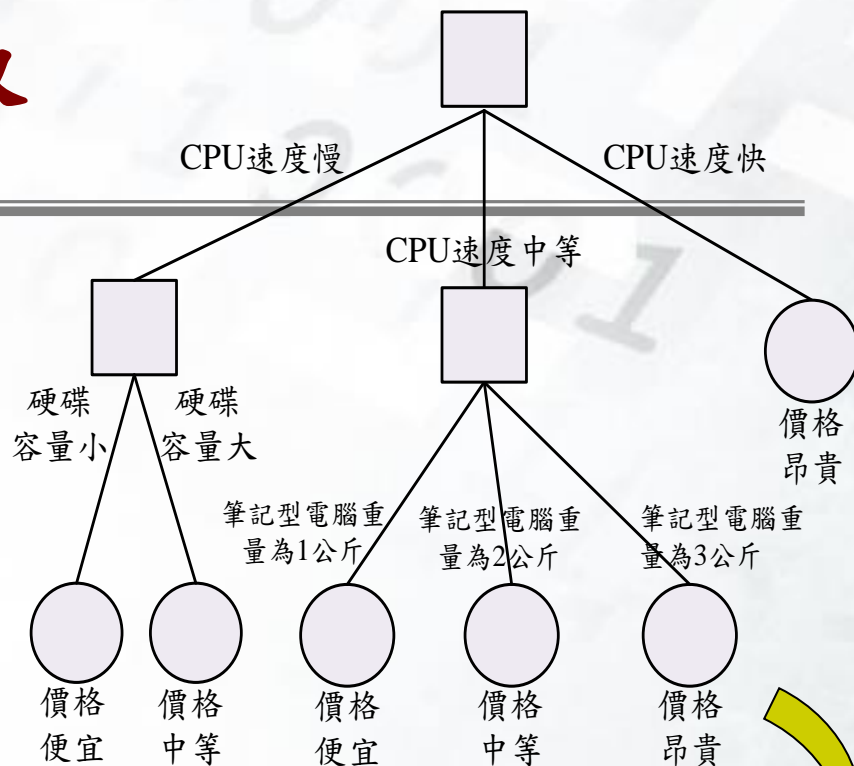 CPU速度慢
CPU速度快
CPU速度中等
硬碟
容量小
硬碟
容量大
價格
昂貴
筆記型電腦重
量為1公斤
筆記型電腦重
量為2公斤
筆記型電腦重
量為3公斤
價格
便宜
價格
中等
價格
便宜
價格
中等
價格
昂貴